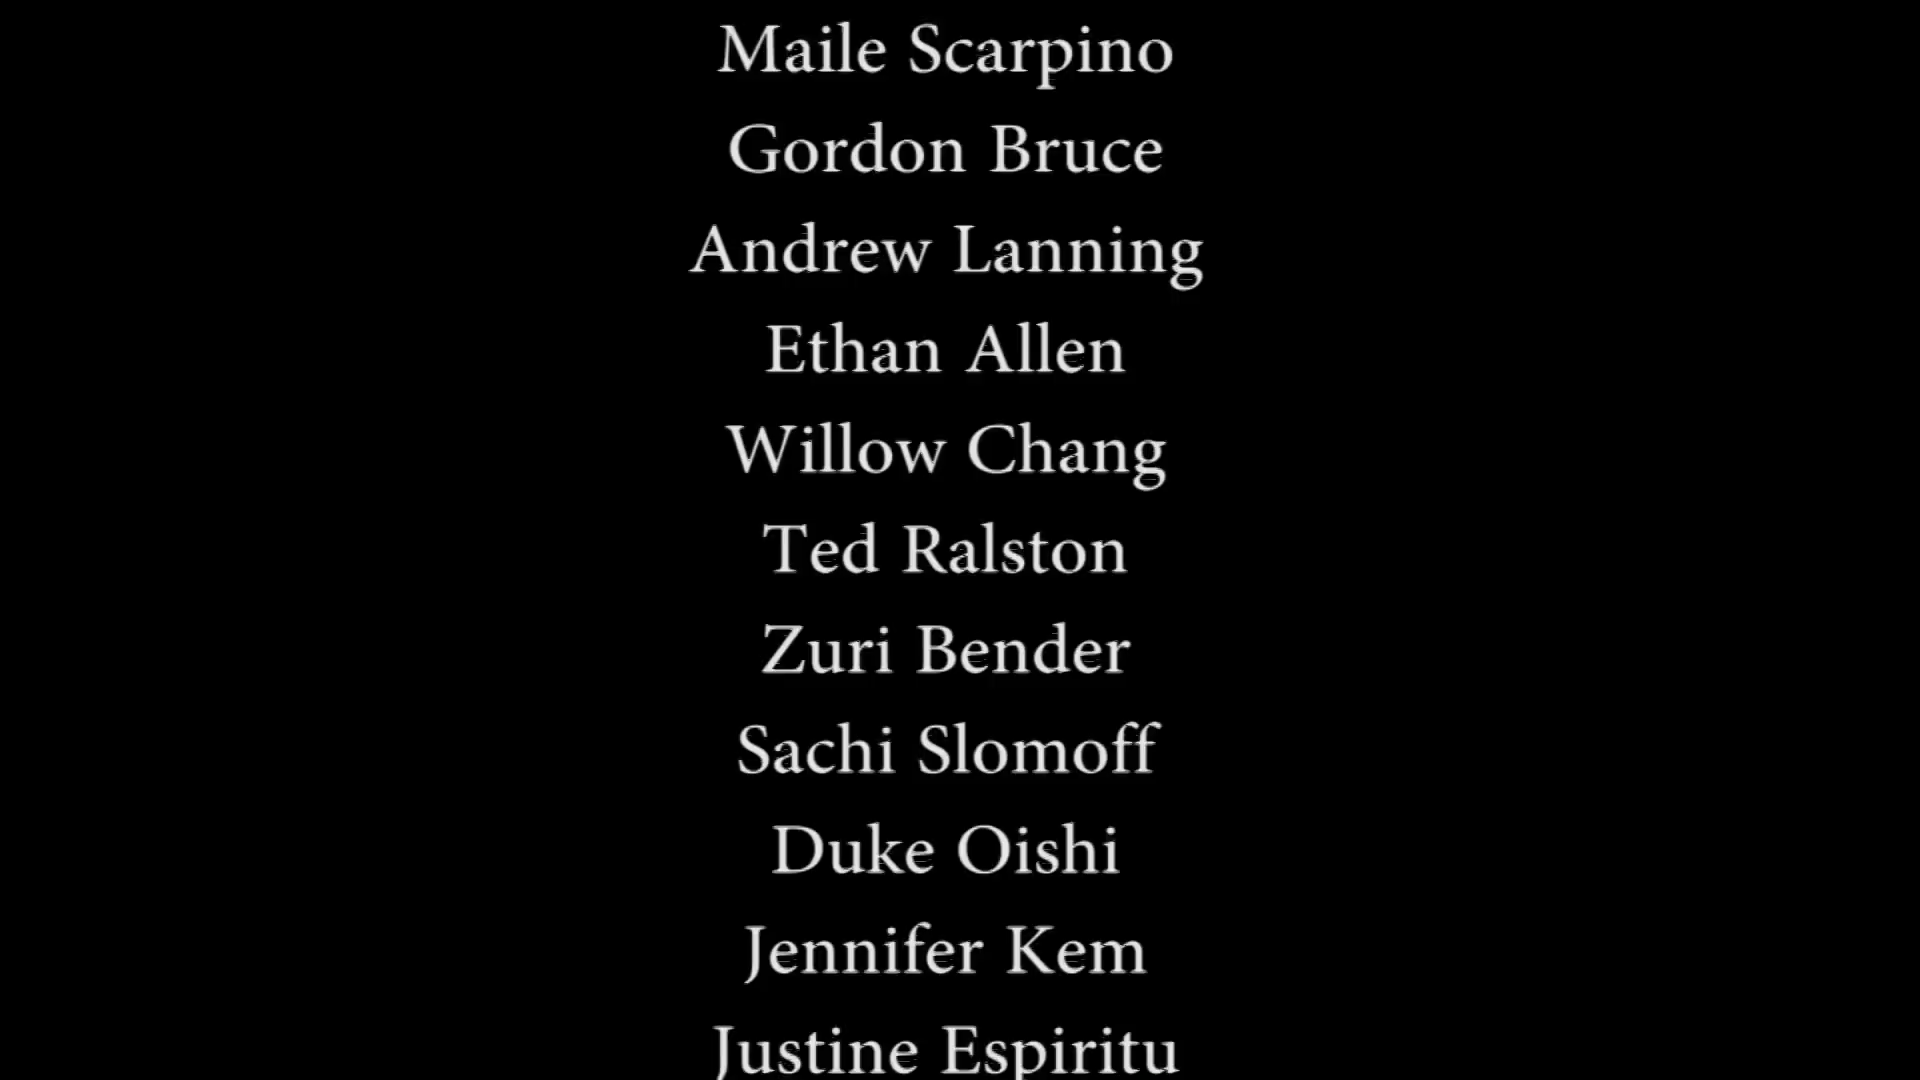 Maile Scarpino
Gordon Bruce
Andrew Lanning
Ethan Allen
Willow Chang
Ted Ralston
Zuri Bender
Sachi Slomoff
Duke Oishi
Jennifer Kem
Justine Espiritu